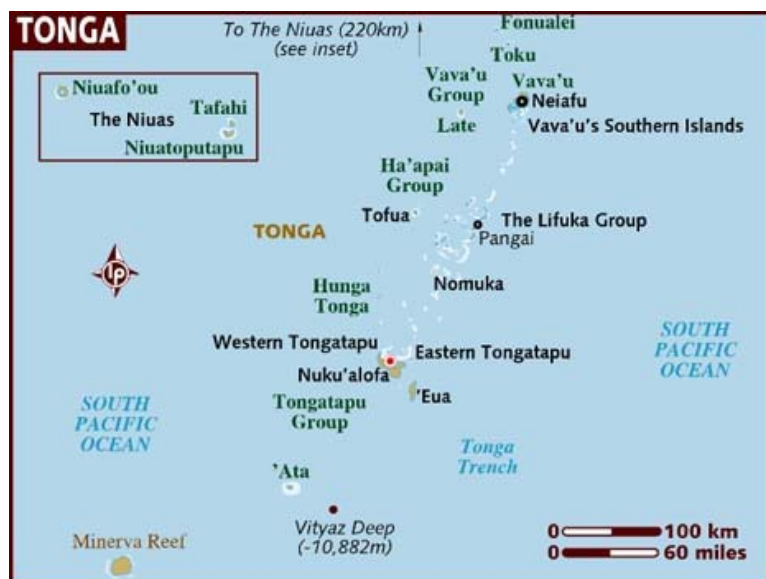 TONGA
To The Niuas (220km)
(see inset)
Fonualei
Toku
Vava'u
Group
Vava'u
Neiafu
Late
Vava'u's Southern Islands
Niuafo'ou
The Niuas
Tafahi
Niuatoputapu
Ha'apai
Group
Tofua
The Lifuka Group
Pangai
TONGA
lp
Nomuka
Hunga
Tonga
Western Tongatapu
Eastern Tongatapu
Nuku'alofa
'Eua
SOUTH
PACIFIC
OCEAN
SOUTH
PACIFIC
OCEAN
Tongatapu
Group
Tonga
Trench
'Ata
Vityaz Deep
(-10,882m)
Minerva Reef
0 100 km
0 60 miles